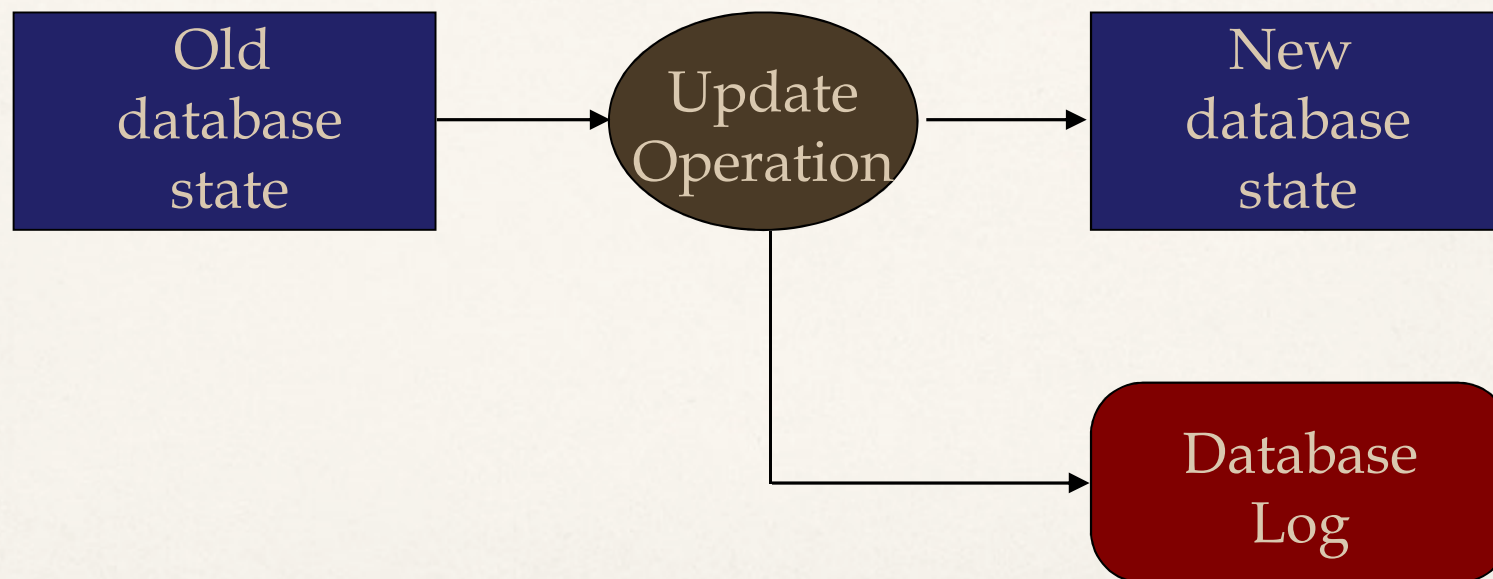 Old
database
state
Update
Operation
New
database
state
Database
Log